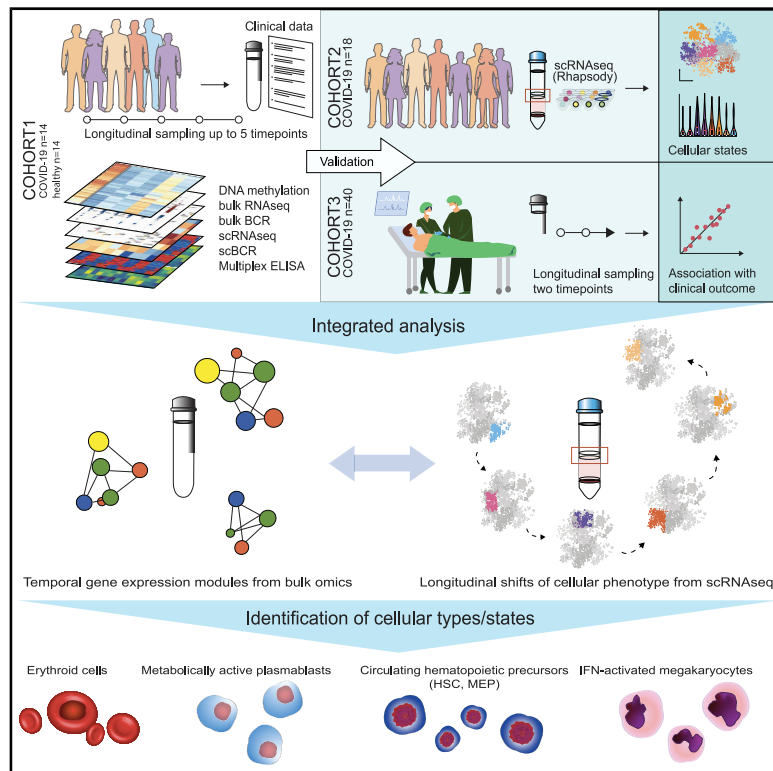 Clinical data
Longitudinal sampling up to 5 timepoints
COHORT1
COVID-19 n=14
healthy n=14
DNA methylation
bulk RNAseq
bulk BCR
scRNAseq
scBCR
Multiplex ELISA
Validation
COHORT2
COVID-19 n=18
scRNAseq
(Rhapsody)
Cellular states
COHORT3
COVID-19 n=40
Longitudinal sampling
two timepoints
Association with
clinical outcome
Integrated analysis
Temporal gene expression modules from bulk omics
Longitudinal shifts of cellular phenotype from scRNAseq
Identification of cellular types/states
Erythroid cells
Metabolically active plasmablasts
Circulating hematopoietic precursors
(HSC, MEP)
IFN-activated megakaryocytes